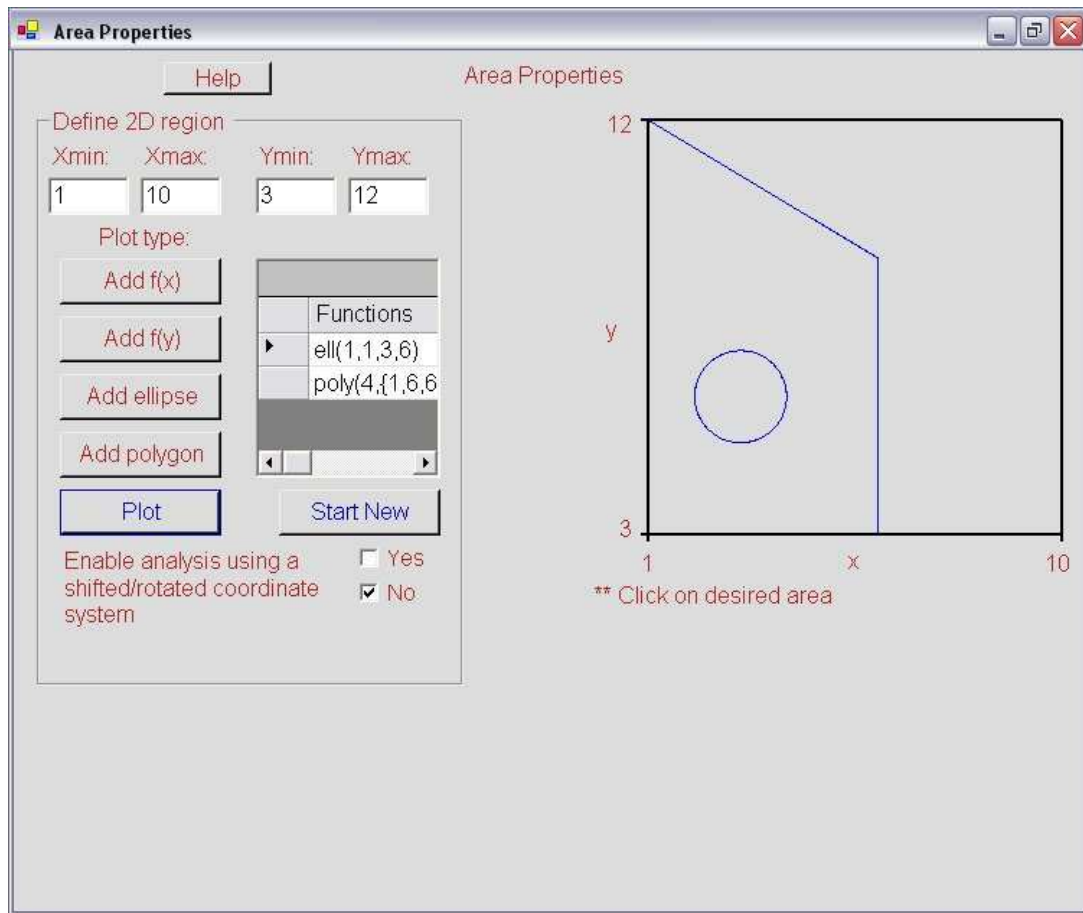 Area Properties
Help
Area Properties
Define 2D region
Xmin: Xmax: Ymin: Ymax:
1 10 3 12
Plot type:
Add f(x)
Add f(y)
Add ellipse
Add polygon
Functions
ell(1,1,3,6)
poly(4,{1,6,6
Plot
Start New
Enable analysis using a
shifted/rotated coordinate
system
Yes
No
12
y
3
1 x 10
** Click on desired area